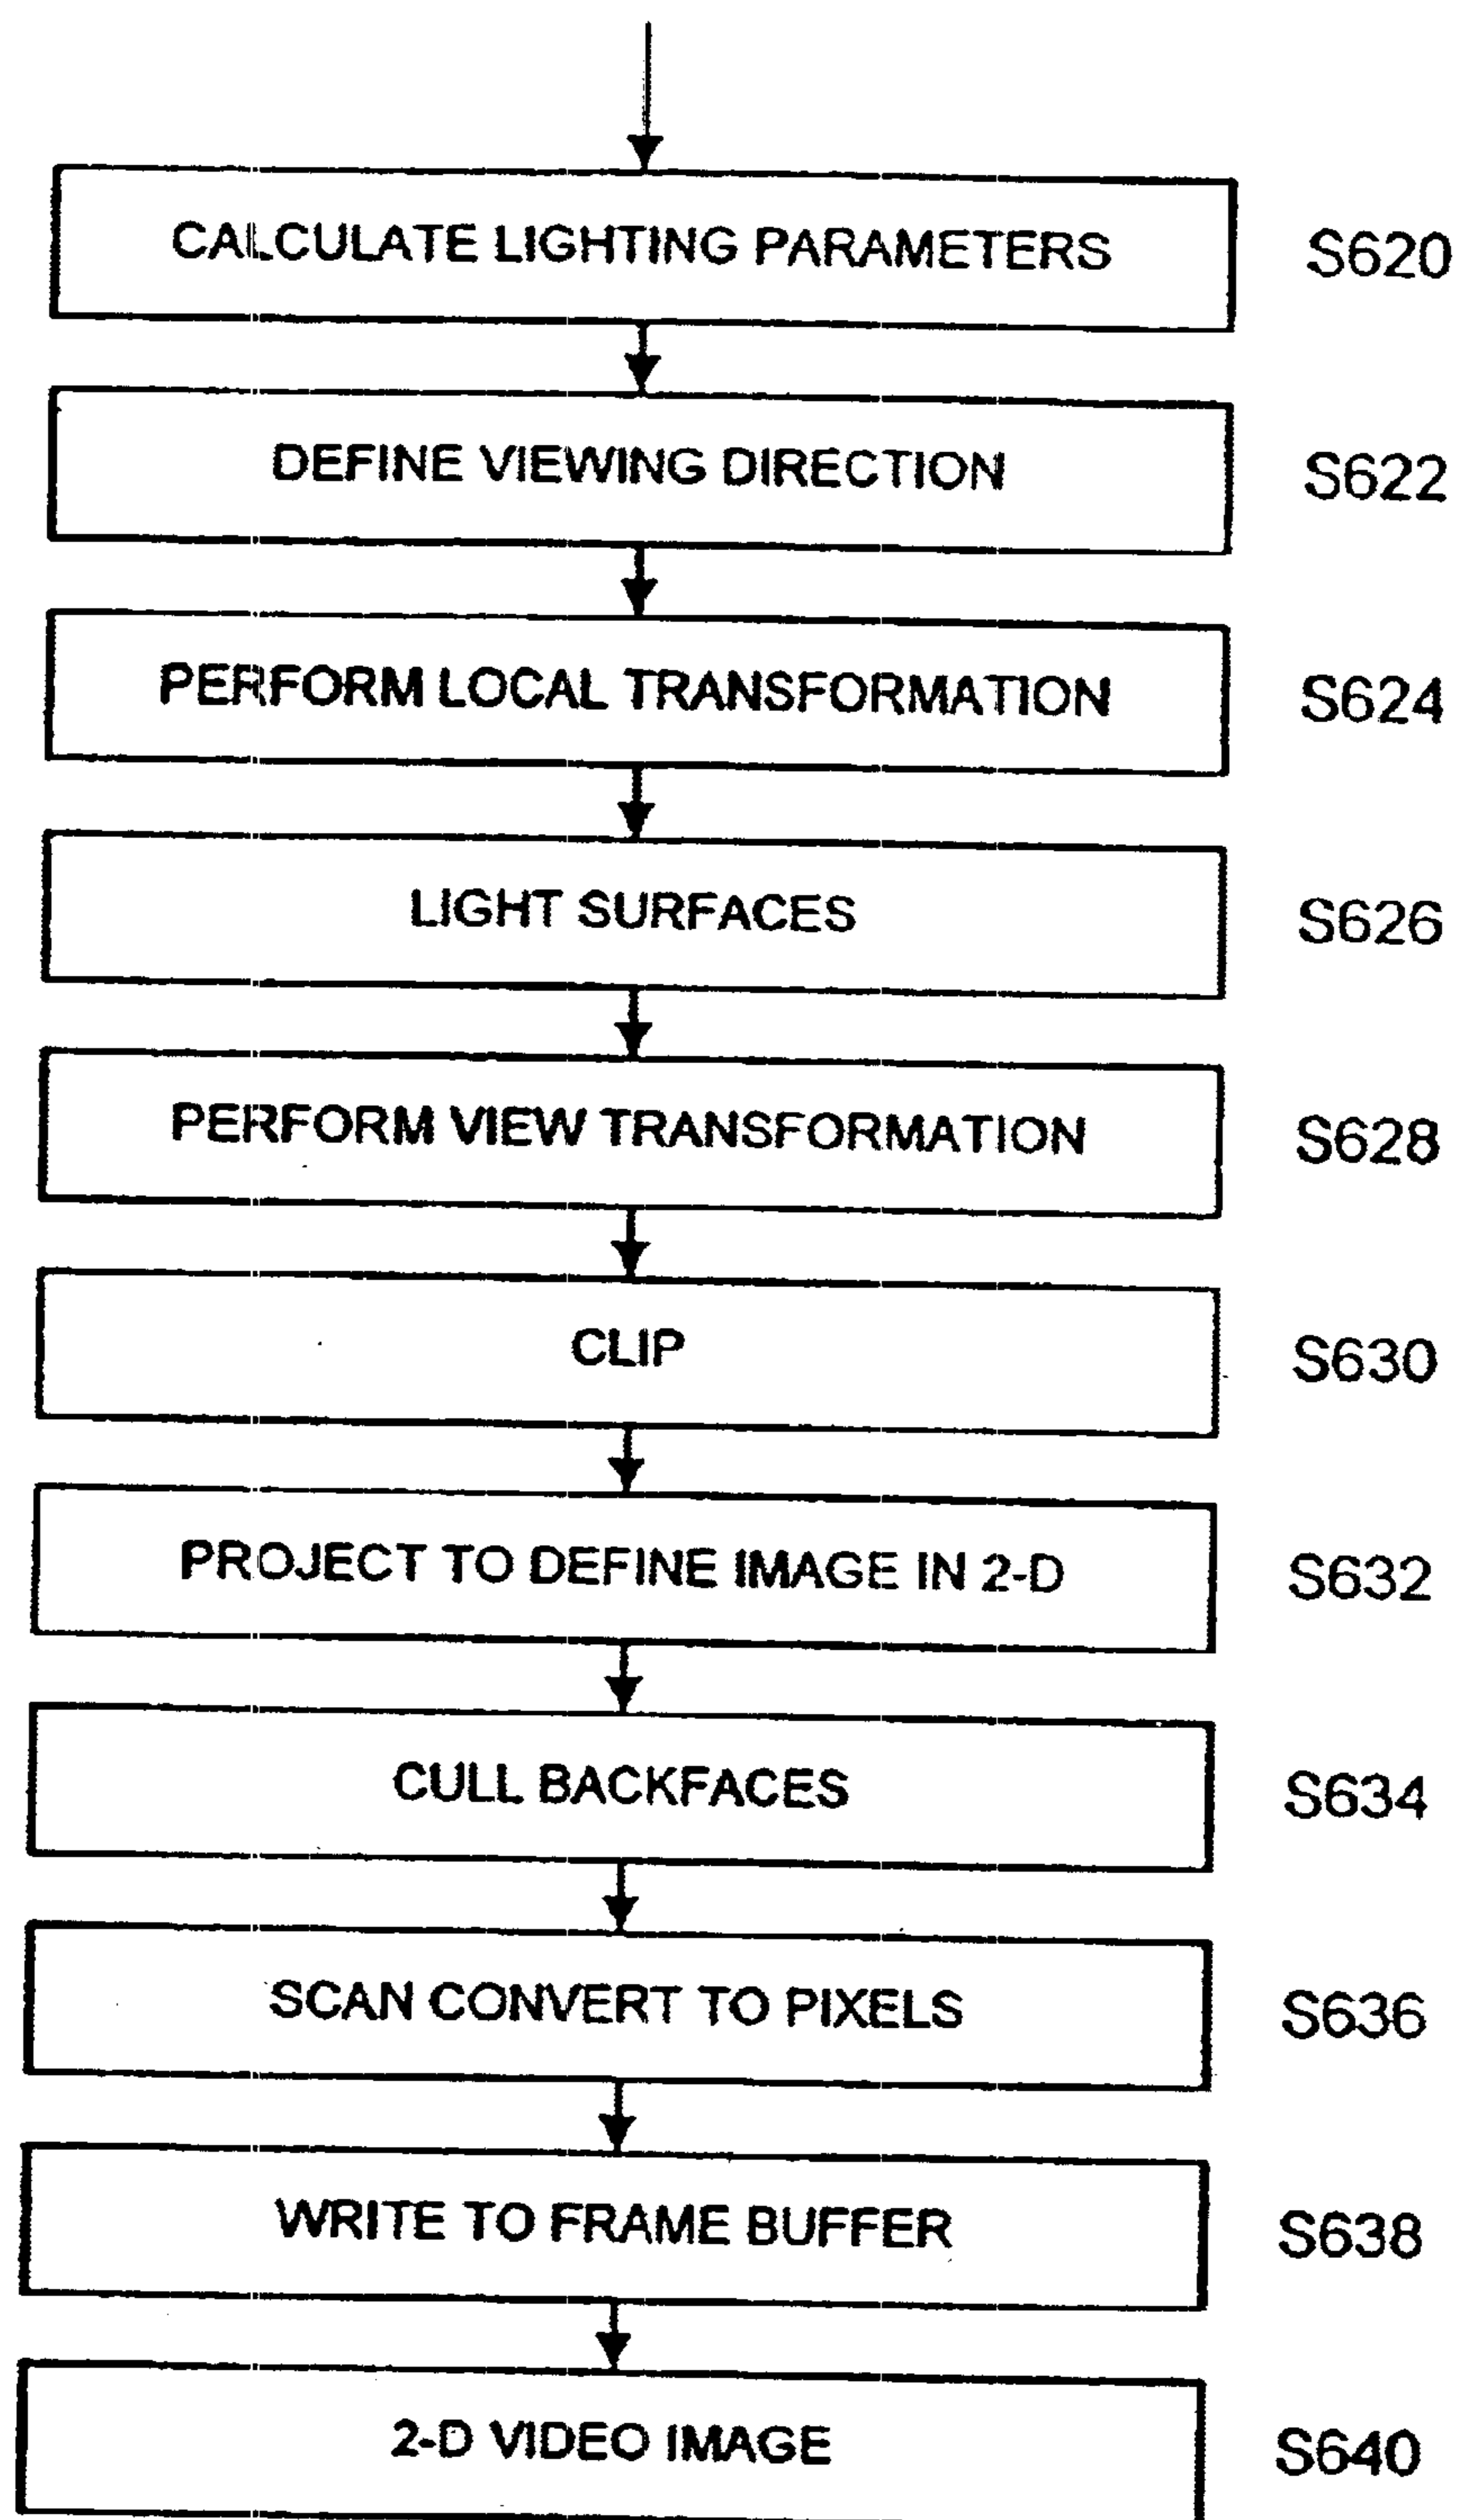 CALCULATE LIGHTING PARAMETERS S620
DEFINE VIEWING DIRECTION S622
PERFORM LOCAL TRANSFORMATION S624
LIGHT SURFACES S626
PERFORM VIEW TRANSFORMATION S628
CLIP S630
PROJECT TO DEFINE IMAGE IN 2-D S632
CULL BACKFACES S634
SCAN CONVERT TO PIXELS S636
WRITE TO FRAME BUFFER S638
2-D VIDEO IMAGE S640